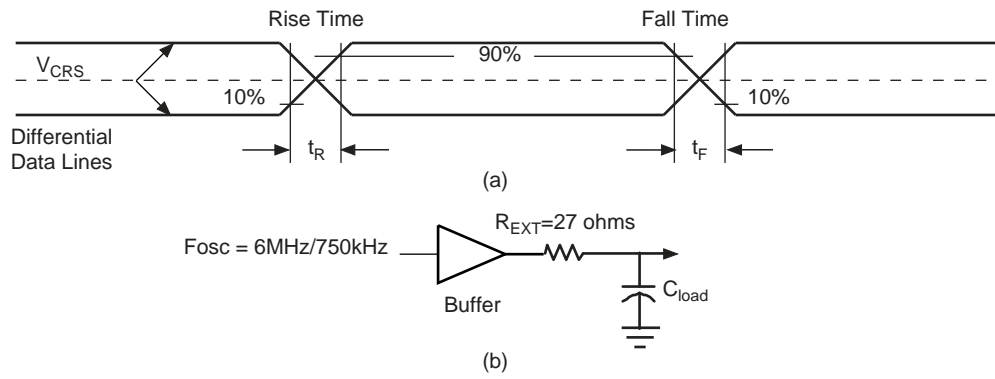 Rise Time
Fall Time
VCRS
90%
10%
10%
Differential
Data Lines
tR
tF
(a)
REXT=27 ohms
Fosc = 6MHz/750kHz
Cload
Buffer
(b)